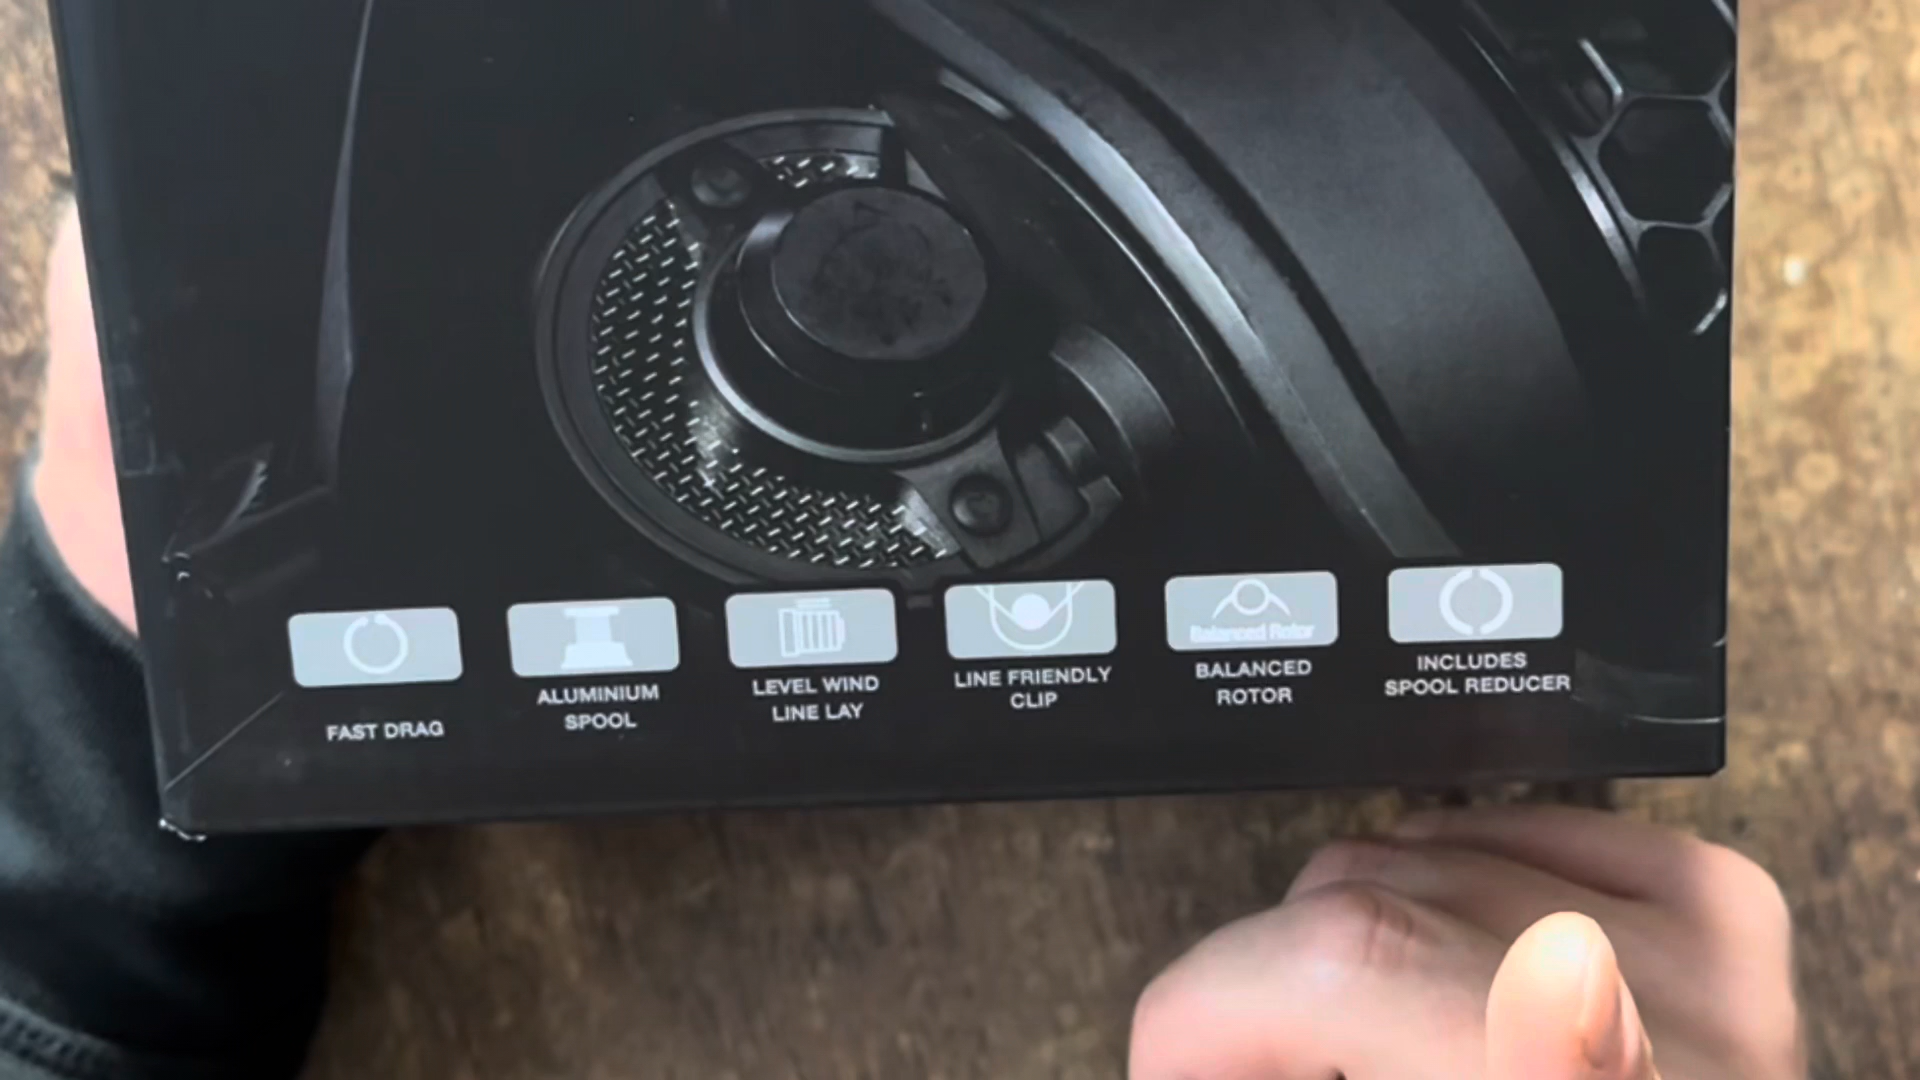 FAST DRAG
ALUMINIUM
SPOOL
LEVEL WIND
LINE LAY
LINE FRIENDLY
CLIP
Balanced Rotor
BALANCED
ROTOR
INCLUDES
SPOOL REDUCER